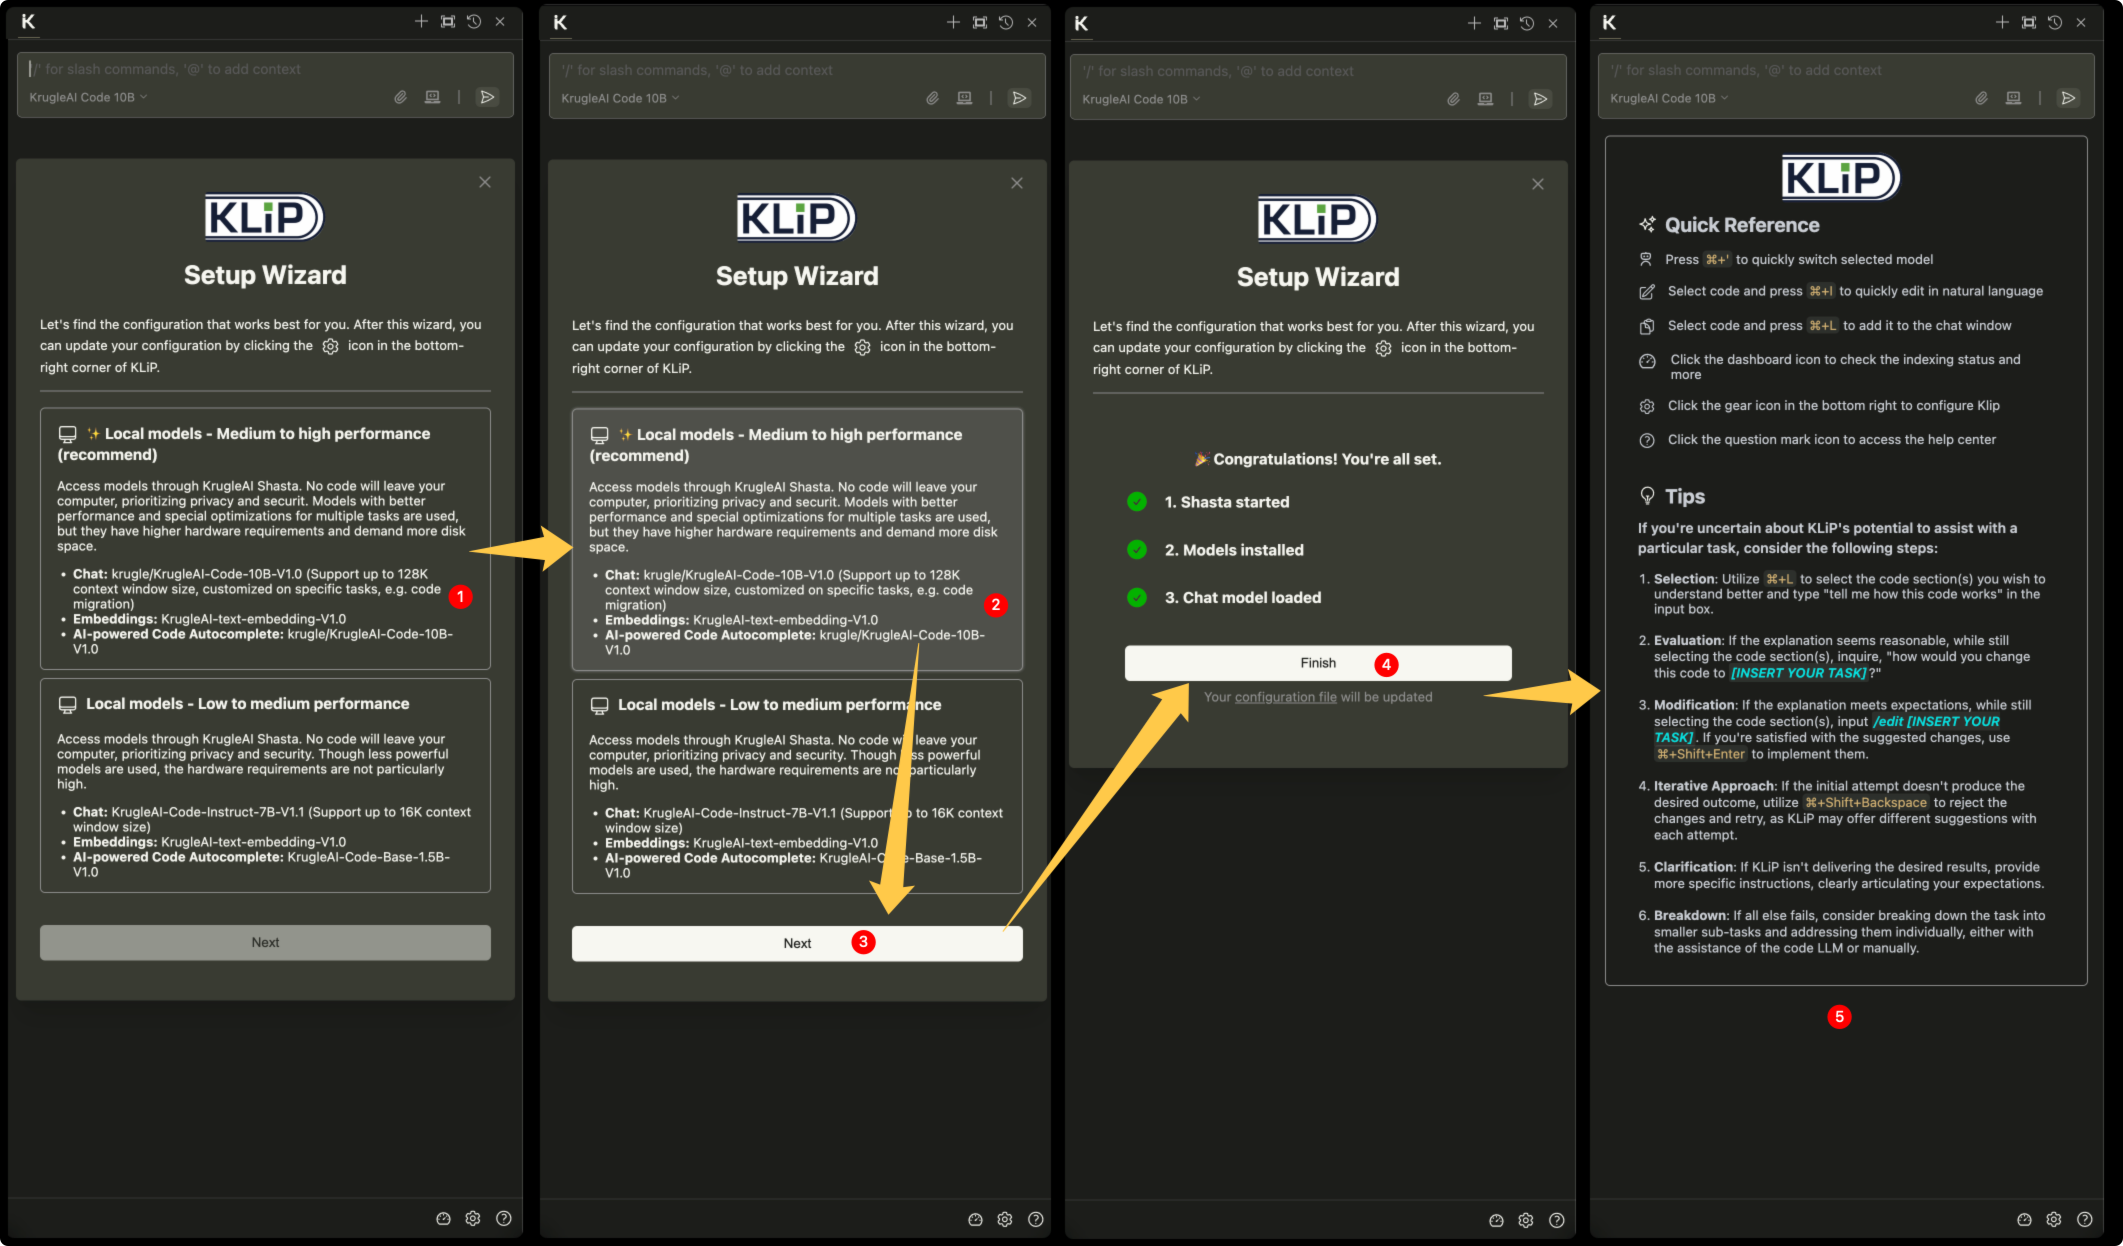 K
'/' for slash commands, '@' to add context
KrugleAI Code 10B
KLiP
Setup Wizard
Let's find the configuration that works best for you. After this wizard, you
can update your configuration by clicking the icon in the bottom-
right corner of KLiP.
✨ Local models - Medium to high performance
(recommend)
Access models through KrugleAI Shasta. No code will leave your
computer, prioritizing privacy and securit. Models with better
performance and special optimizations for multiple tasks are used,
but they have higher hardware requirements and demand more disk
space.
• Chat: krugle/KrugleAI-Code-10B-V1.0 (Support up to 128K
context window size, customized on specific tasks, e.g. code
migration)
• Embeddings: KrugleAI-text-embedding-V1.0
• AI-powered Code Autocomplete: krugle/KrugleAI-Code-10B-
V1.0
1
Local models - Low to medium performance
Access models through KrugleAI Shasta. No code will leave your
computer, prioritizing privacy and security. Though less powerful
models are used, the hardware requirements are not particularly
high.
• Chat: KrugleAI-Code-Instruct-7B-V1.1 (Support up to 16K context
window size)
• Embeddings: KrugleAI-text-embedding-V1.0
• AI-powered Code Autocomplete: KrugleAI-Code-Base-1.5B-
V1.0
Next
K
'/' for slash commands, '@' to add context
KrugleAI Code 10B
KLiP
Setup Wizard
Let's find the configuration that works best for you. After this wizard, you
can update your configuration by clicking the icon in the bottom-
right corner of KLiP.
✨ Local models - Medium to high performance
(recommend)
Access models through KrugleAI Shasta. No code will leave your
computer, prioritizing privacy and securit. Models with better
performance and special optimizations for multiple tasks are used,
but they have higher hardware requirements and demand more disk
space.
• Chat: krugle/KrugleAI-Code-10B-V1.0 (Support up to 128K
context window size, customized on specific tasks, e.g. code
migration)
• Embeddings: KrugleAI-text-embedding-V1.0
• AI-powered Code Autocomplete: krugle/KrugleAI-Code-10B-
V1.0
2
Local models - Low to medium performance
Access models through KrugleAI Shasta. No code will leave your
computer, prioritizing privacy and security. Though less powerful
models are used, the hardware requirements are not particularly
high.
• Chat: KrugleAI-Code-Instruct-7B-V1.1 (Support up to 16K context
window size)
• Embeddings: KrugleAI-text-embedding-V1.0
• AI-powered Code Autocomplete: KrugleAI-Code-Base-1.5B-
V1.0
Next
3
K
'/' for slash commands, '@' to add context
KrugleAI Code 10B
KLiP
Setup Wizard
Let's find the configuration that works best for you. After this wizard, you
can update your configuration by clicking the icon in the bottom-
right corner of KLiP.
🎉Congratulations! You're all set.
1. Shasta started
2. Models installed
3. Chat model loaded
Finish
4
Your configuration file will be updated
K
'/' for slash commands, '@' to add context
KrugleAI Code 10B
KLiP
Quick Reference
Press ⌘+' to quickly switch selected model
Select code and press ⌘+I to quickly edit in natural language
Select code and press ⌘+L to add it to the chat window
Click the dashboard icon to check the indexing status and
more
Click the gear icon in the bottom right to configure Klip
Click the question mark icon to access the help center
Tips
If you're uncertain about KLiP's potential to assist with a
particular task, consider the following steps:
1. Selection: Utilize ⌘+L to select the code section(s) you wish to
understand better and type "tell me how this code works" in the
input box.
2. Evaluation: If the explanation seems reasonable, while still
selecting the code section(s), inquire, "how would you change
this code to [INSERT YOUR TASK]?"
3. Modification: If the explanation meets expectations, while still
selecting the code section(s), input /edit [INSERT YOUR
TASK]. If you're satisfied with the suggested changes, use
⌘+Shift+Enter to implement them.
4. Iterative Approach: If the initial attempt doesn't produce the
desired outcome, utilize ⌘+Shift+Backspace to reject the
changes and retry, as KLiP may offer different suggestions with
each attempt.
5. Clarification: If KLiP isn't delivering the desired results, provide
more specific instructions, clearly articulating your expectations.
6. Breakdown: If all else fails, consider breaking down the task into
smaller sub-tasks and addressing them individually, either with
the assistance of the code LLM or manually.
5